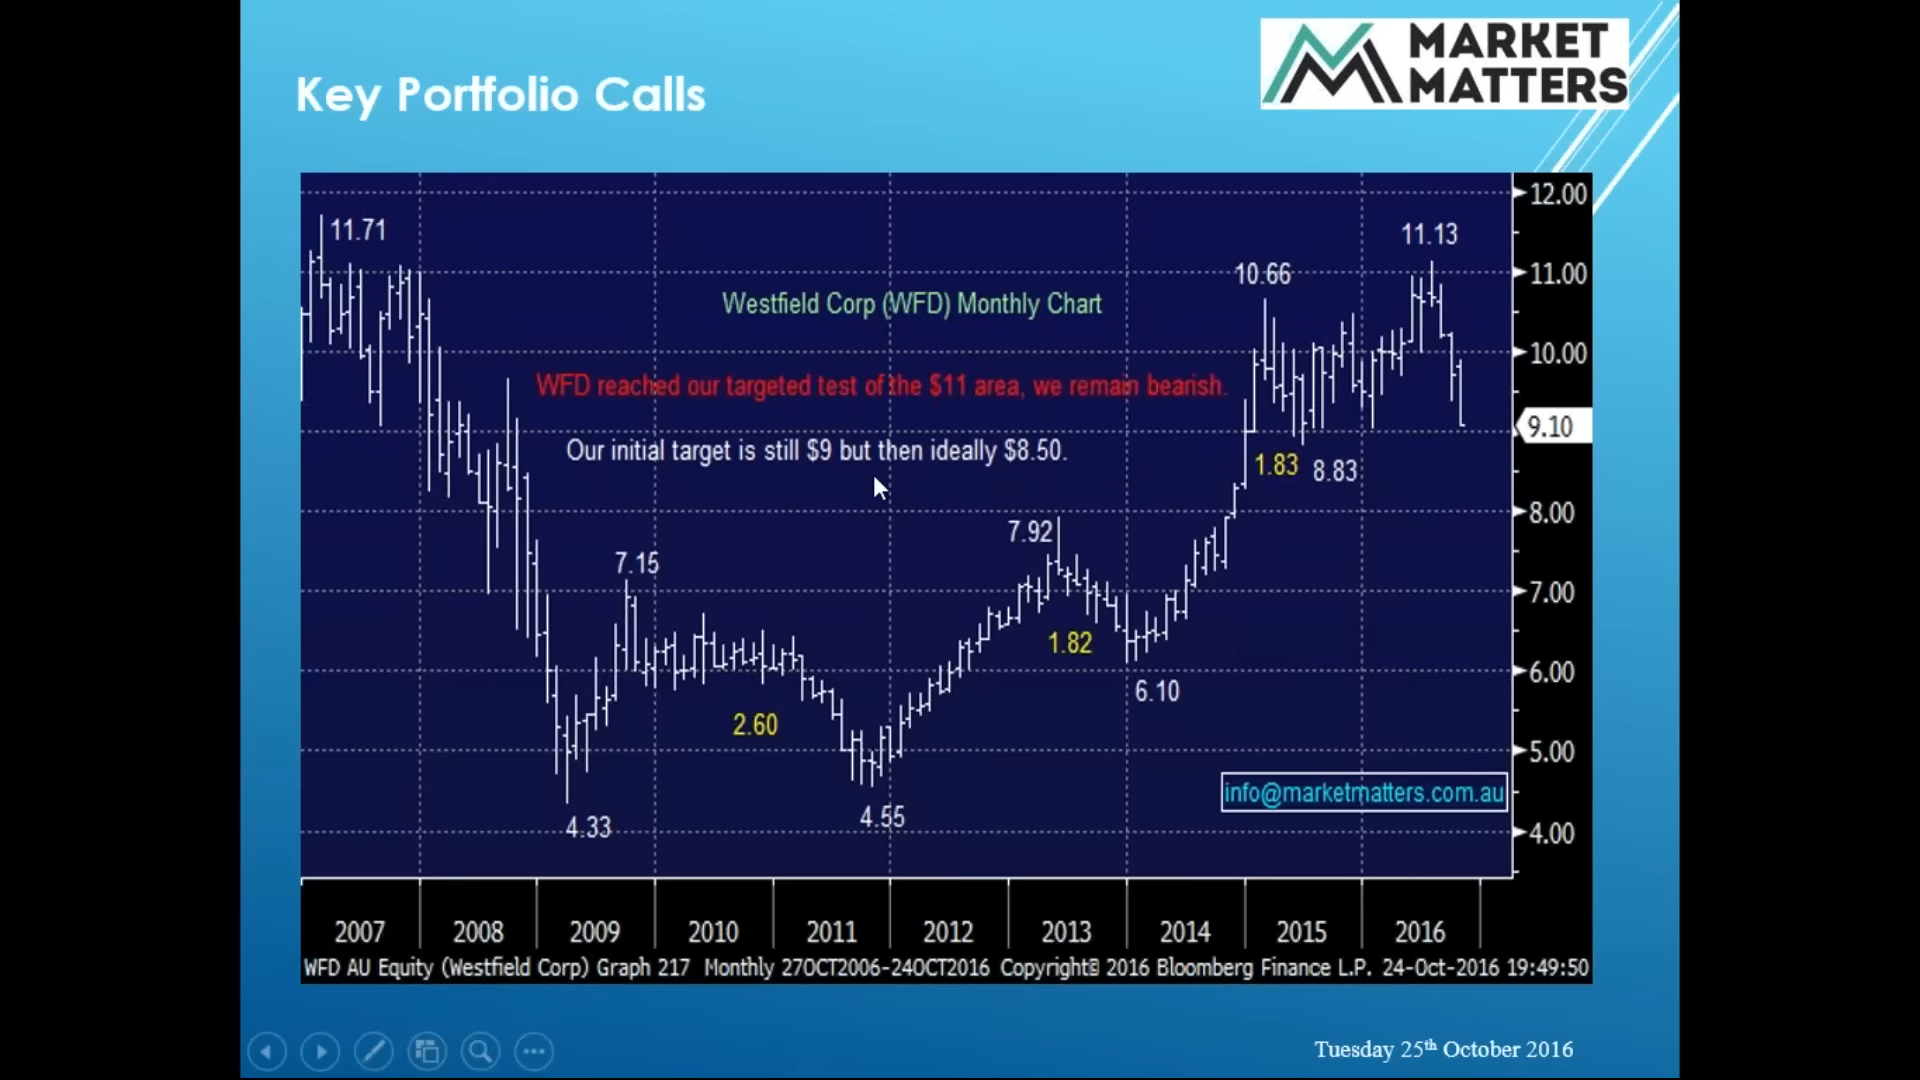 MARKET
MATTERS
Key Portfolio Calls
12.00
11.71
11.13
10.66
11.00
Westfield Corp (WFD) Monthly Chart
10.00
WFD reached our targeted test of the $11 area, we remain bearish.
9.10
Our initial target is still $9 but then ideally $8.50.
1.83
8.83
8.00
7.92
7.15
7.00
1.82
6.00
6.10
2.60
5.00
info@marketmatters.com.au
4.55
4.33
4.00
2007 2008 2009 2010 2011 2012 2013 2014 2015 2016
WFD AU Equity (Westfield Corp) Graph 217 Monthly 27OCT2006-24OCT2016 Copyright© 2016 Bloomberg Finance L.P. 24-Oct-2016 19:49:50
Tuesday 25th October 2016